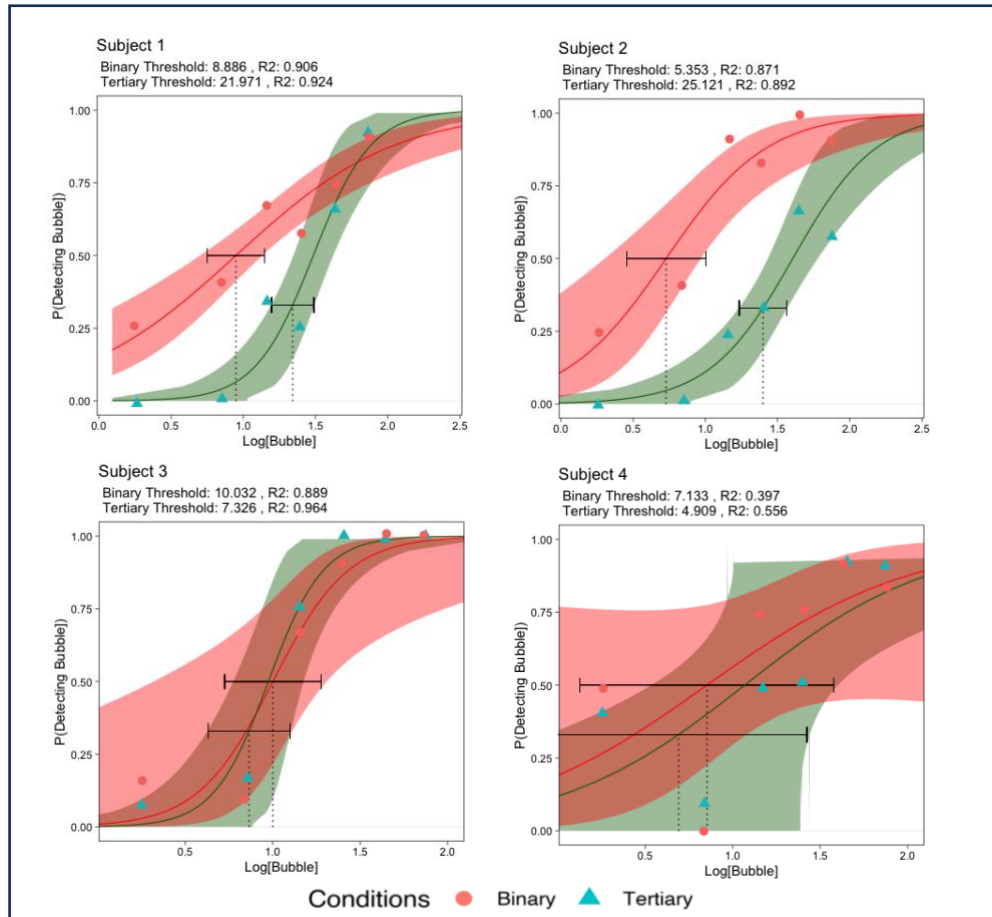 Subject 1
Binary Threshold: 8.886 , R2: 0.906
Tertiary Threshold: 21.971 , R2: 0.924
P(Detecting Bubble])
1.00
0.75
0.50
0.25
0.00
0.0 0.5 1.0 1.5 2.0 2.5
Log[Bubble]
Subject 2
Binary Threshold: 5.353 , R2: 0.871
Tertiary Threshold: 25.121 , R2: 0.892
P(Detecting Bubble])
1.00
0.75
0.50
0.25
0.00
0.0 0.5 1.0 1.5 2.0 2.5
Log[Bubble]
Subject 3
Binary Threshold: 10.032 , R2: 0.889
Tertiary Threshold: 7.326 , R2: 0.964
P(Detecting Bubble])
1.00
0.75
0.50
0.25
0.00
0.5 1.0 1.5 2.0
Log[Bubble]
Subject 4
Binary Threshold: 7.133 , R2: 0.397
Tertiary Threshold: 4.909 , R2: 0.556
P(Detecting Bubble])
1.00
0.75
0.50
0.25
0.00
0.5 1.0 1.5 2.0
Log[Bubble]
Conditions Binary Tertiary